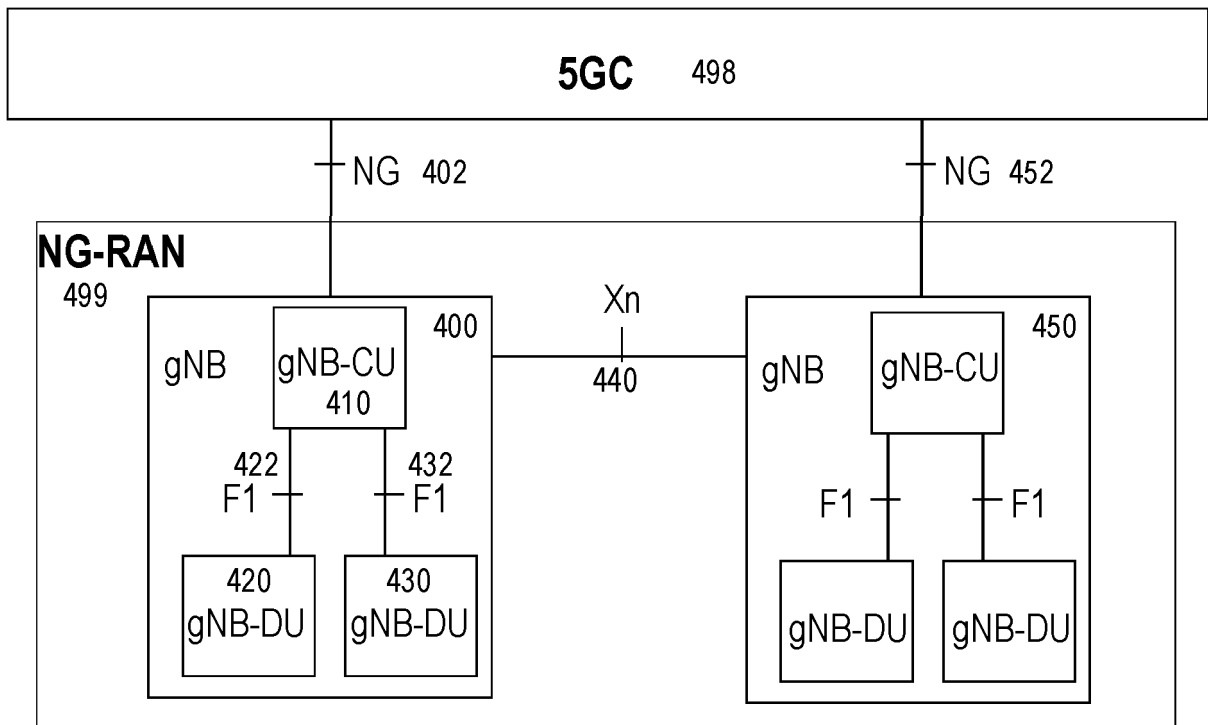 5GC 498
NG 402
NG 452
NG-RAN
499
Xn
440
400
gNB
gNB-CU
410
422
F1
432
F1
420
gNB-DU
430
gNB-DU
450
gNB
gNB-CU
F1
F1
gNB-DU
gNB-DU